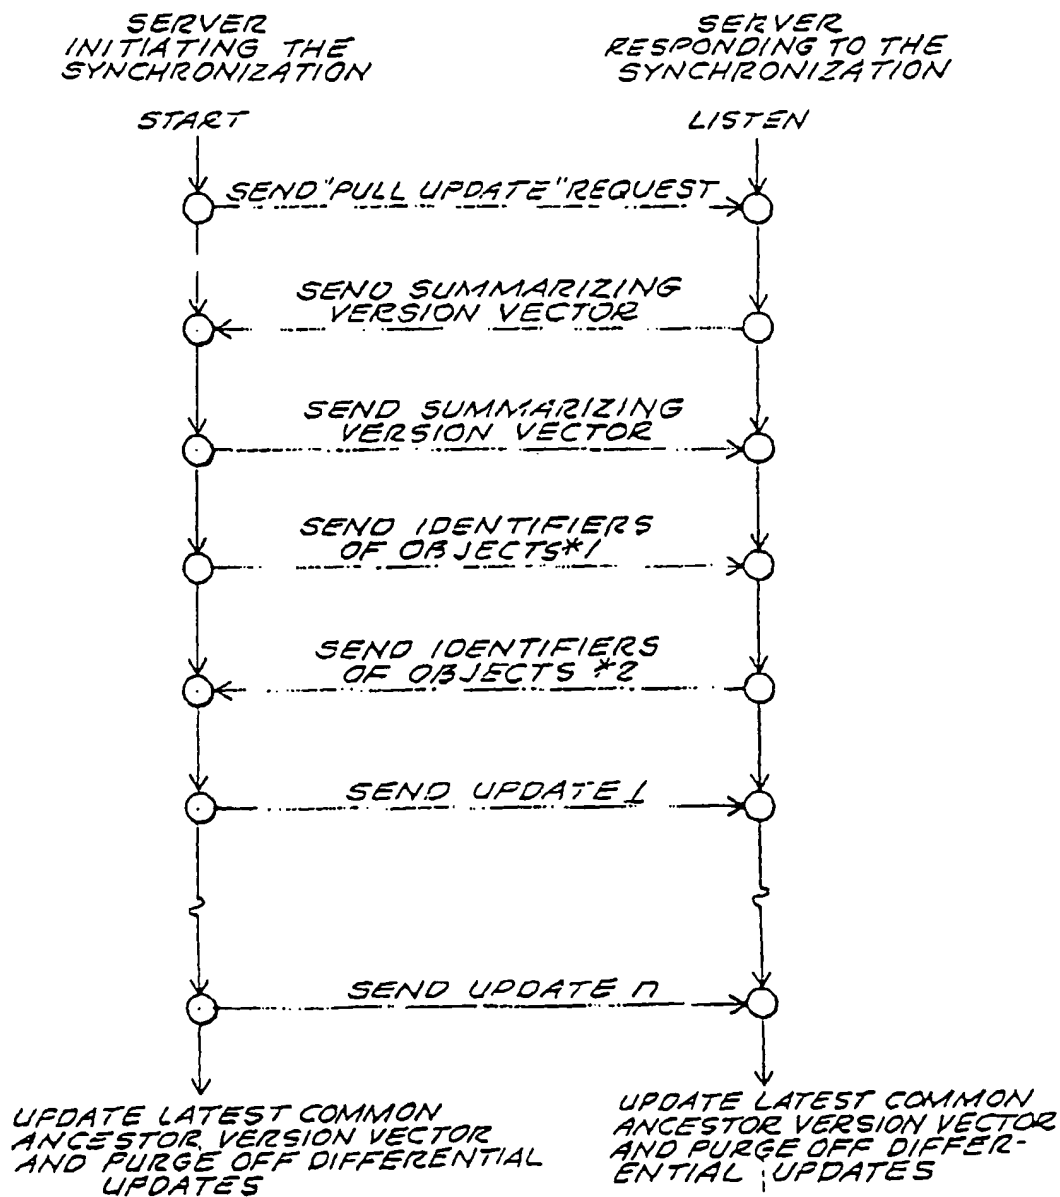 SERVER
INITIATING THE
SYNCHRONIZATION
SERVER
RESPONDING TO THE
SYNCHRONIZATION
START
LISTEN
SEND "PULL UPDATE" REQUEST
SEND SUMMARIZING
VERSION VECTOR
SEND SUMMARIZING
VERSION VECTOR
SEND IDENTIFIERS
OF OBJECTS*1
SEND IDENTIFIERS
OF OBJECTS *2
SEND UPDATE 1
SEND UPDATE n
UPDATE LATEST COMMON
ANCESTOR VERSION VECTOR
AND PURGE OFF DIFFERENTIAL
UPDATES
UPDATE LATEST COMMON
ANCESTOR VERSION VECTOR
AND PURGE OFF DIFFER-
ENTIAL UPDATES